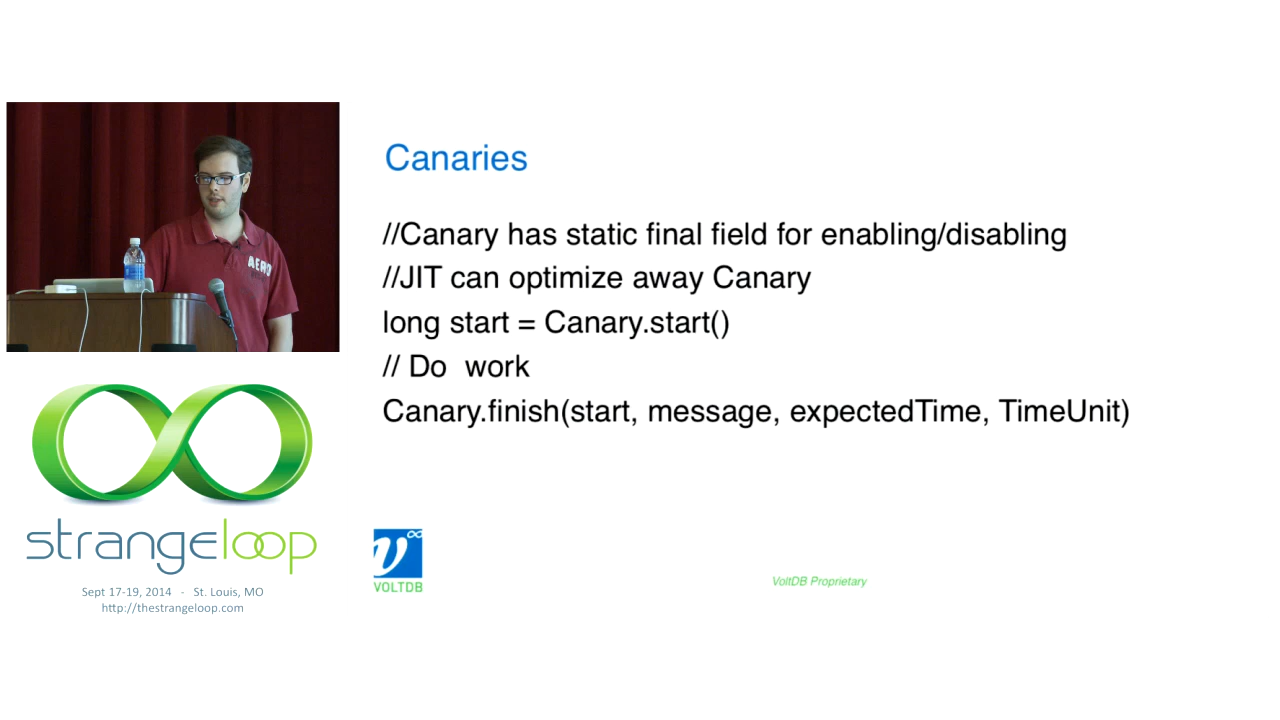 Canaries
//Canary has static final field for enabling/disabling
//JIT can optimize away Canary
long start = Canary.start()
// Do work
Canary.finish(start, message, expectedTime, TimeUnit)
AERO
strangeloop
Sept 17-19, 2014 - St. Louis, MO
http://thestrangeloop.com
VOLTDB
VoltDB Proprietary